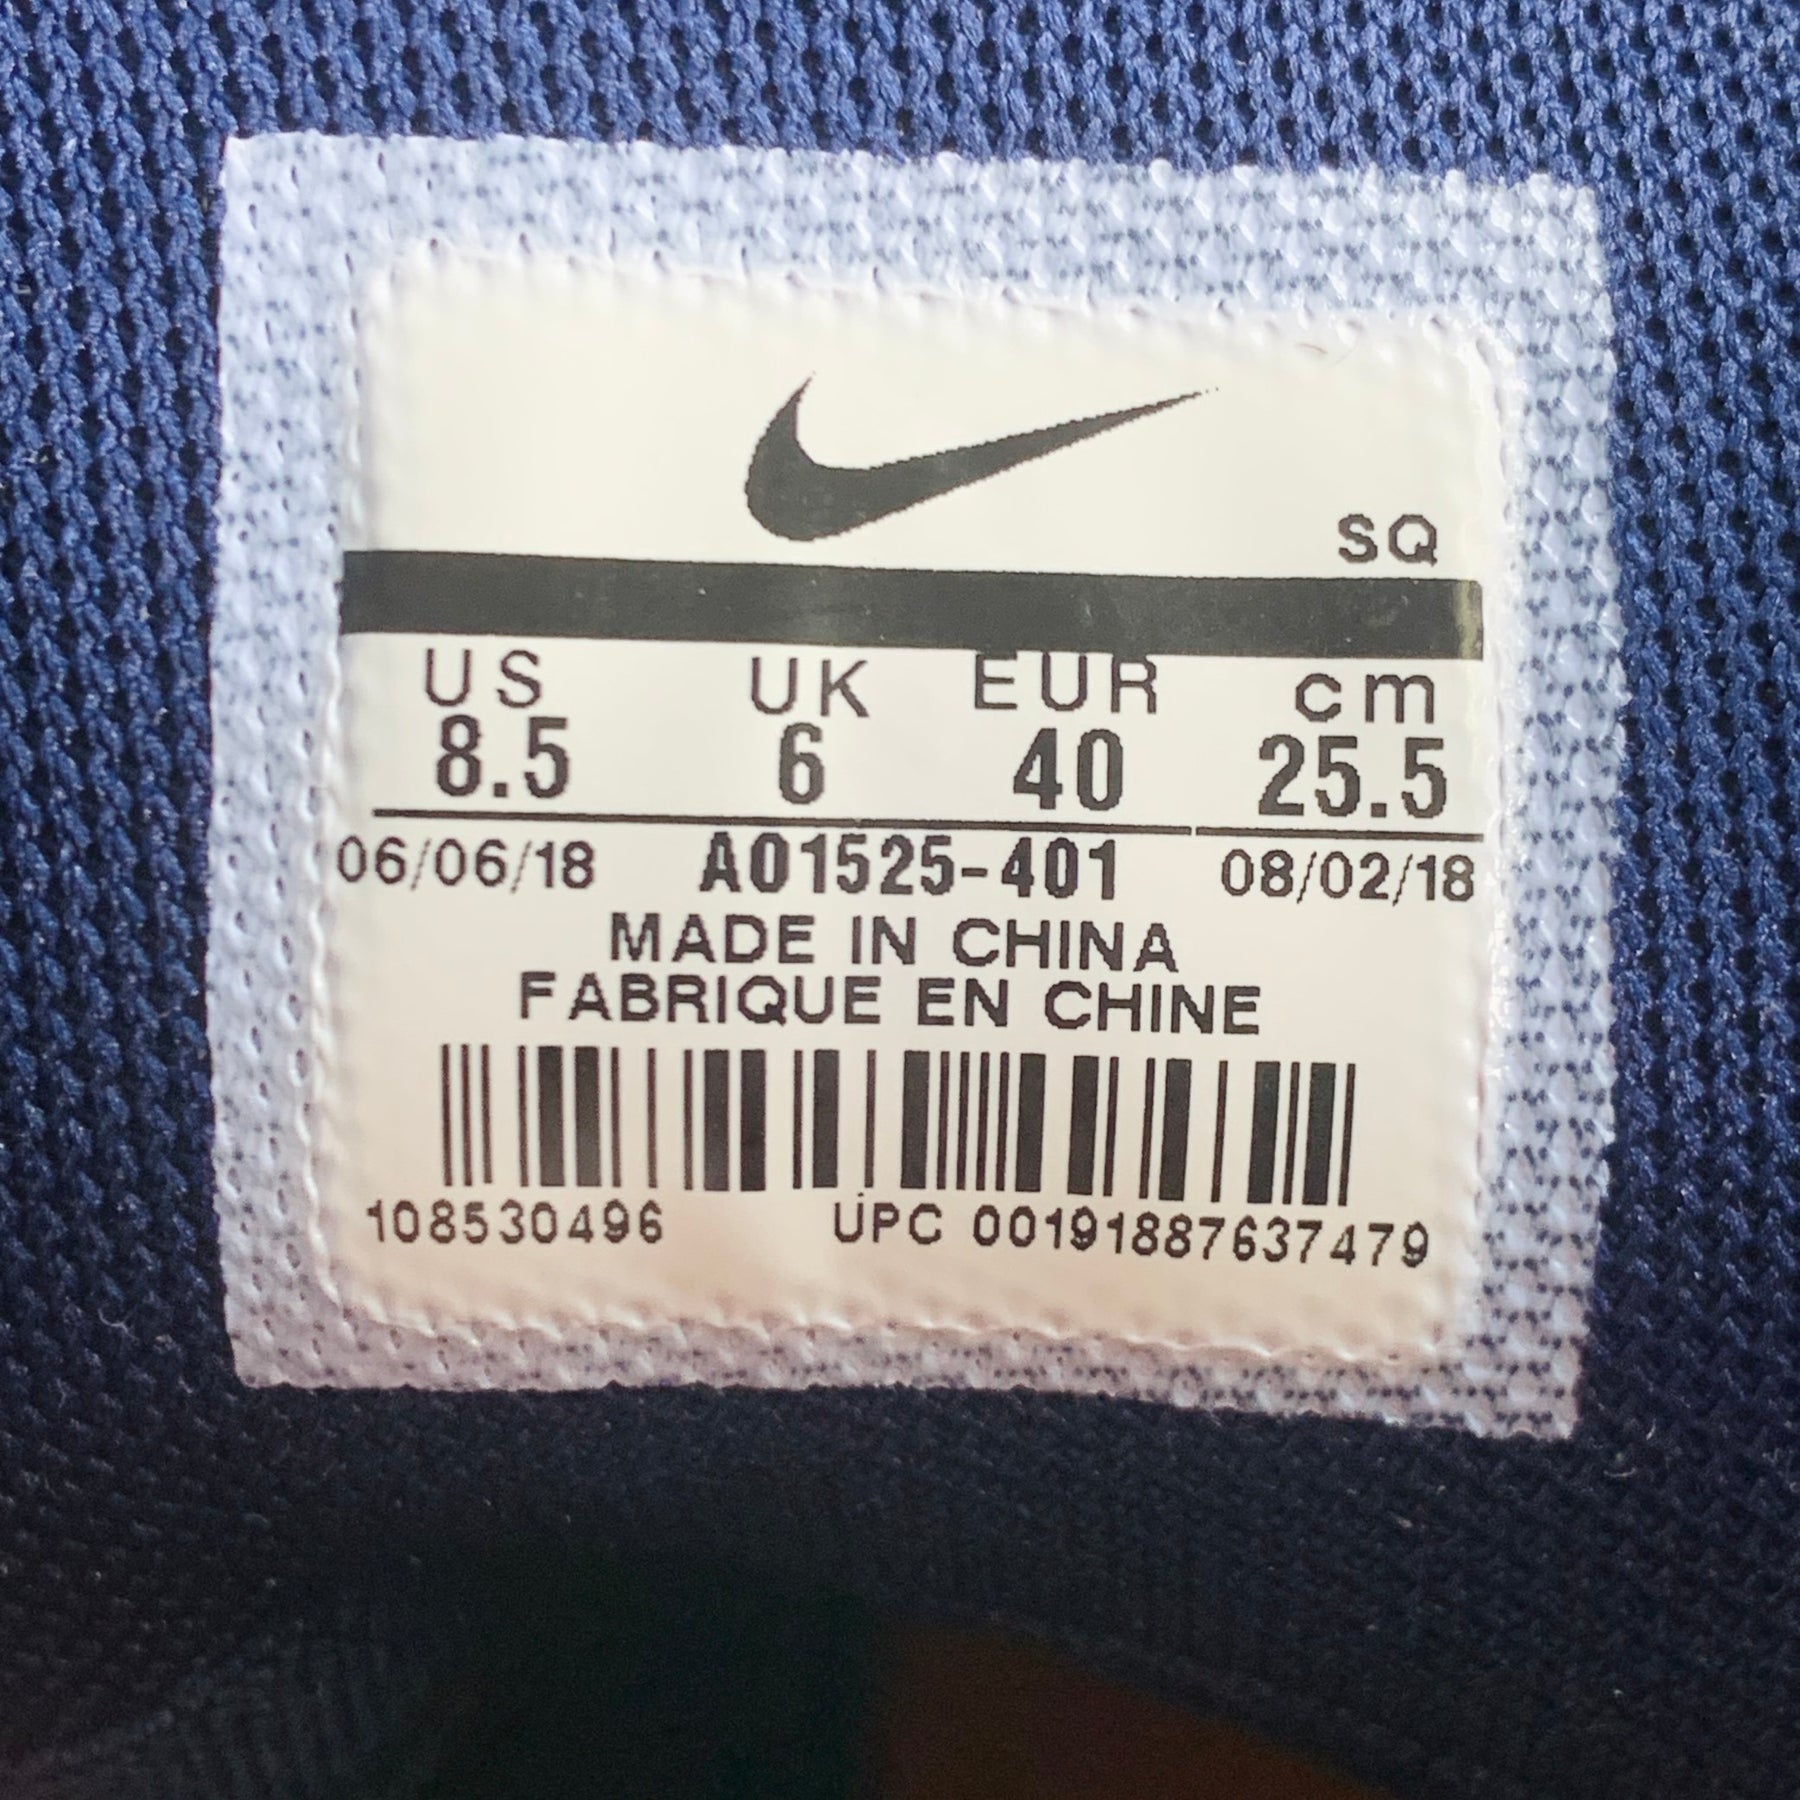 SQ
US UK EUR cm
8.5 6 40 25.5
06/06/18 AO1525-401 08/02/18
MADE IN CHINA
FABRIQUE EN CHINE
108530496 UPC 00191887637479